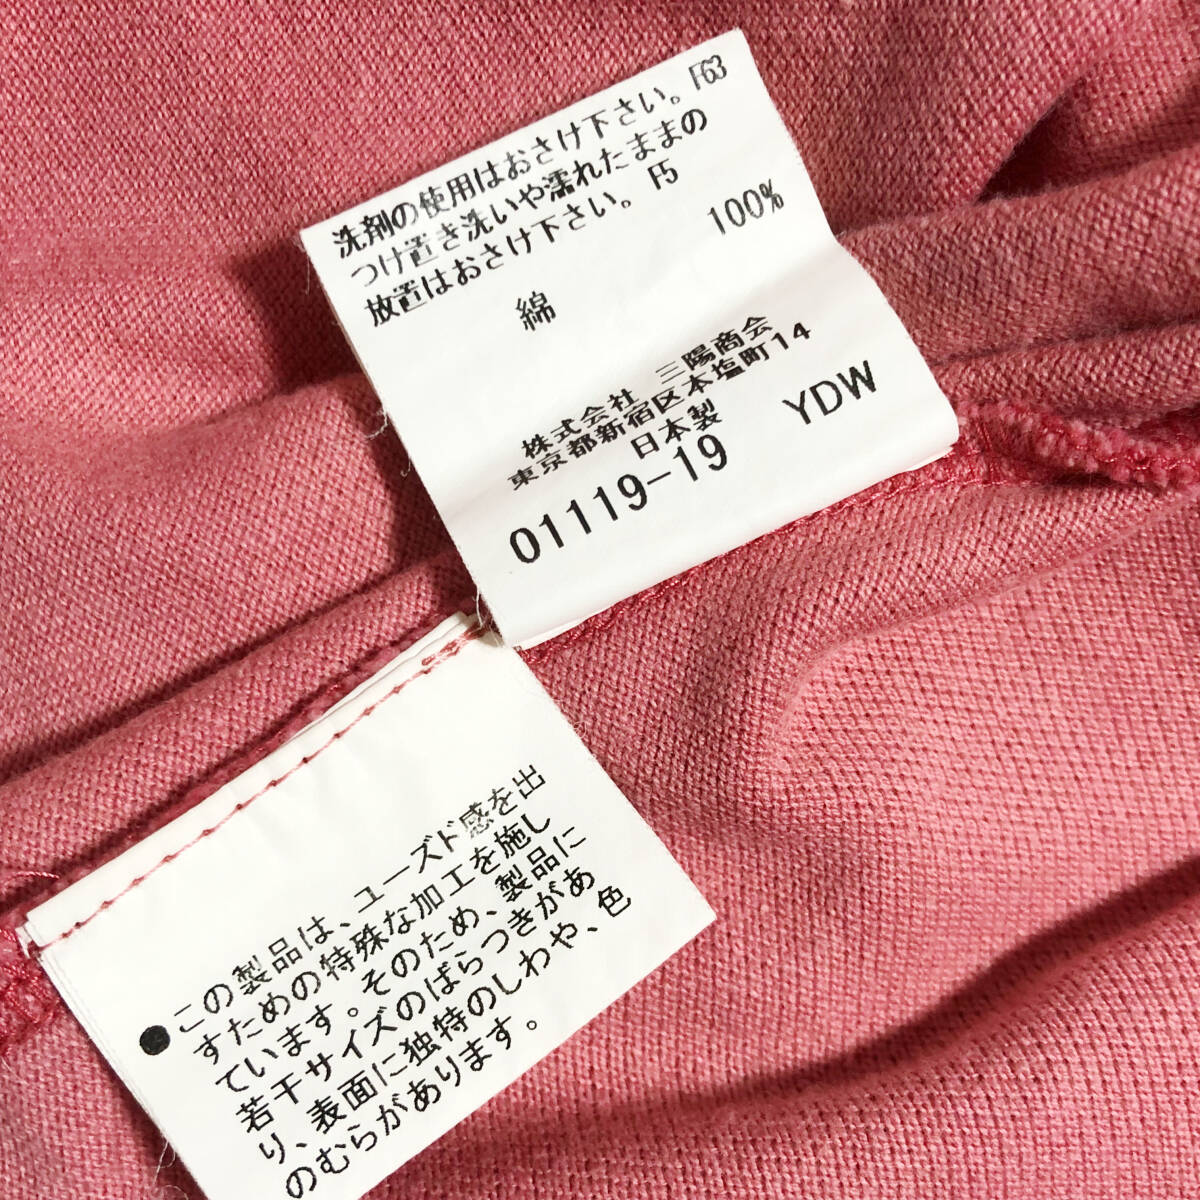 洗剤の使用はおさけ下さい。F63
つけ置き洗いや濡れたままの
放置はおさけ下さい。 F5
綿 100%
株式会社 三陽商会
東京都新宿区本塩町14
日本製
01119-19 YDW
●この製品は、ユーズド感を出
すための特殊な加工を施し
ています。そのため、製品に
若干サイズのばらつきがあ
り、表面に独特のしわや、色
のむらがあります。